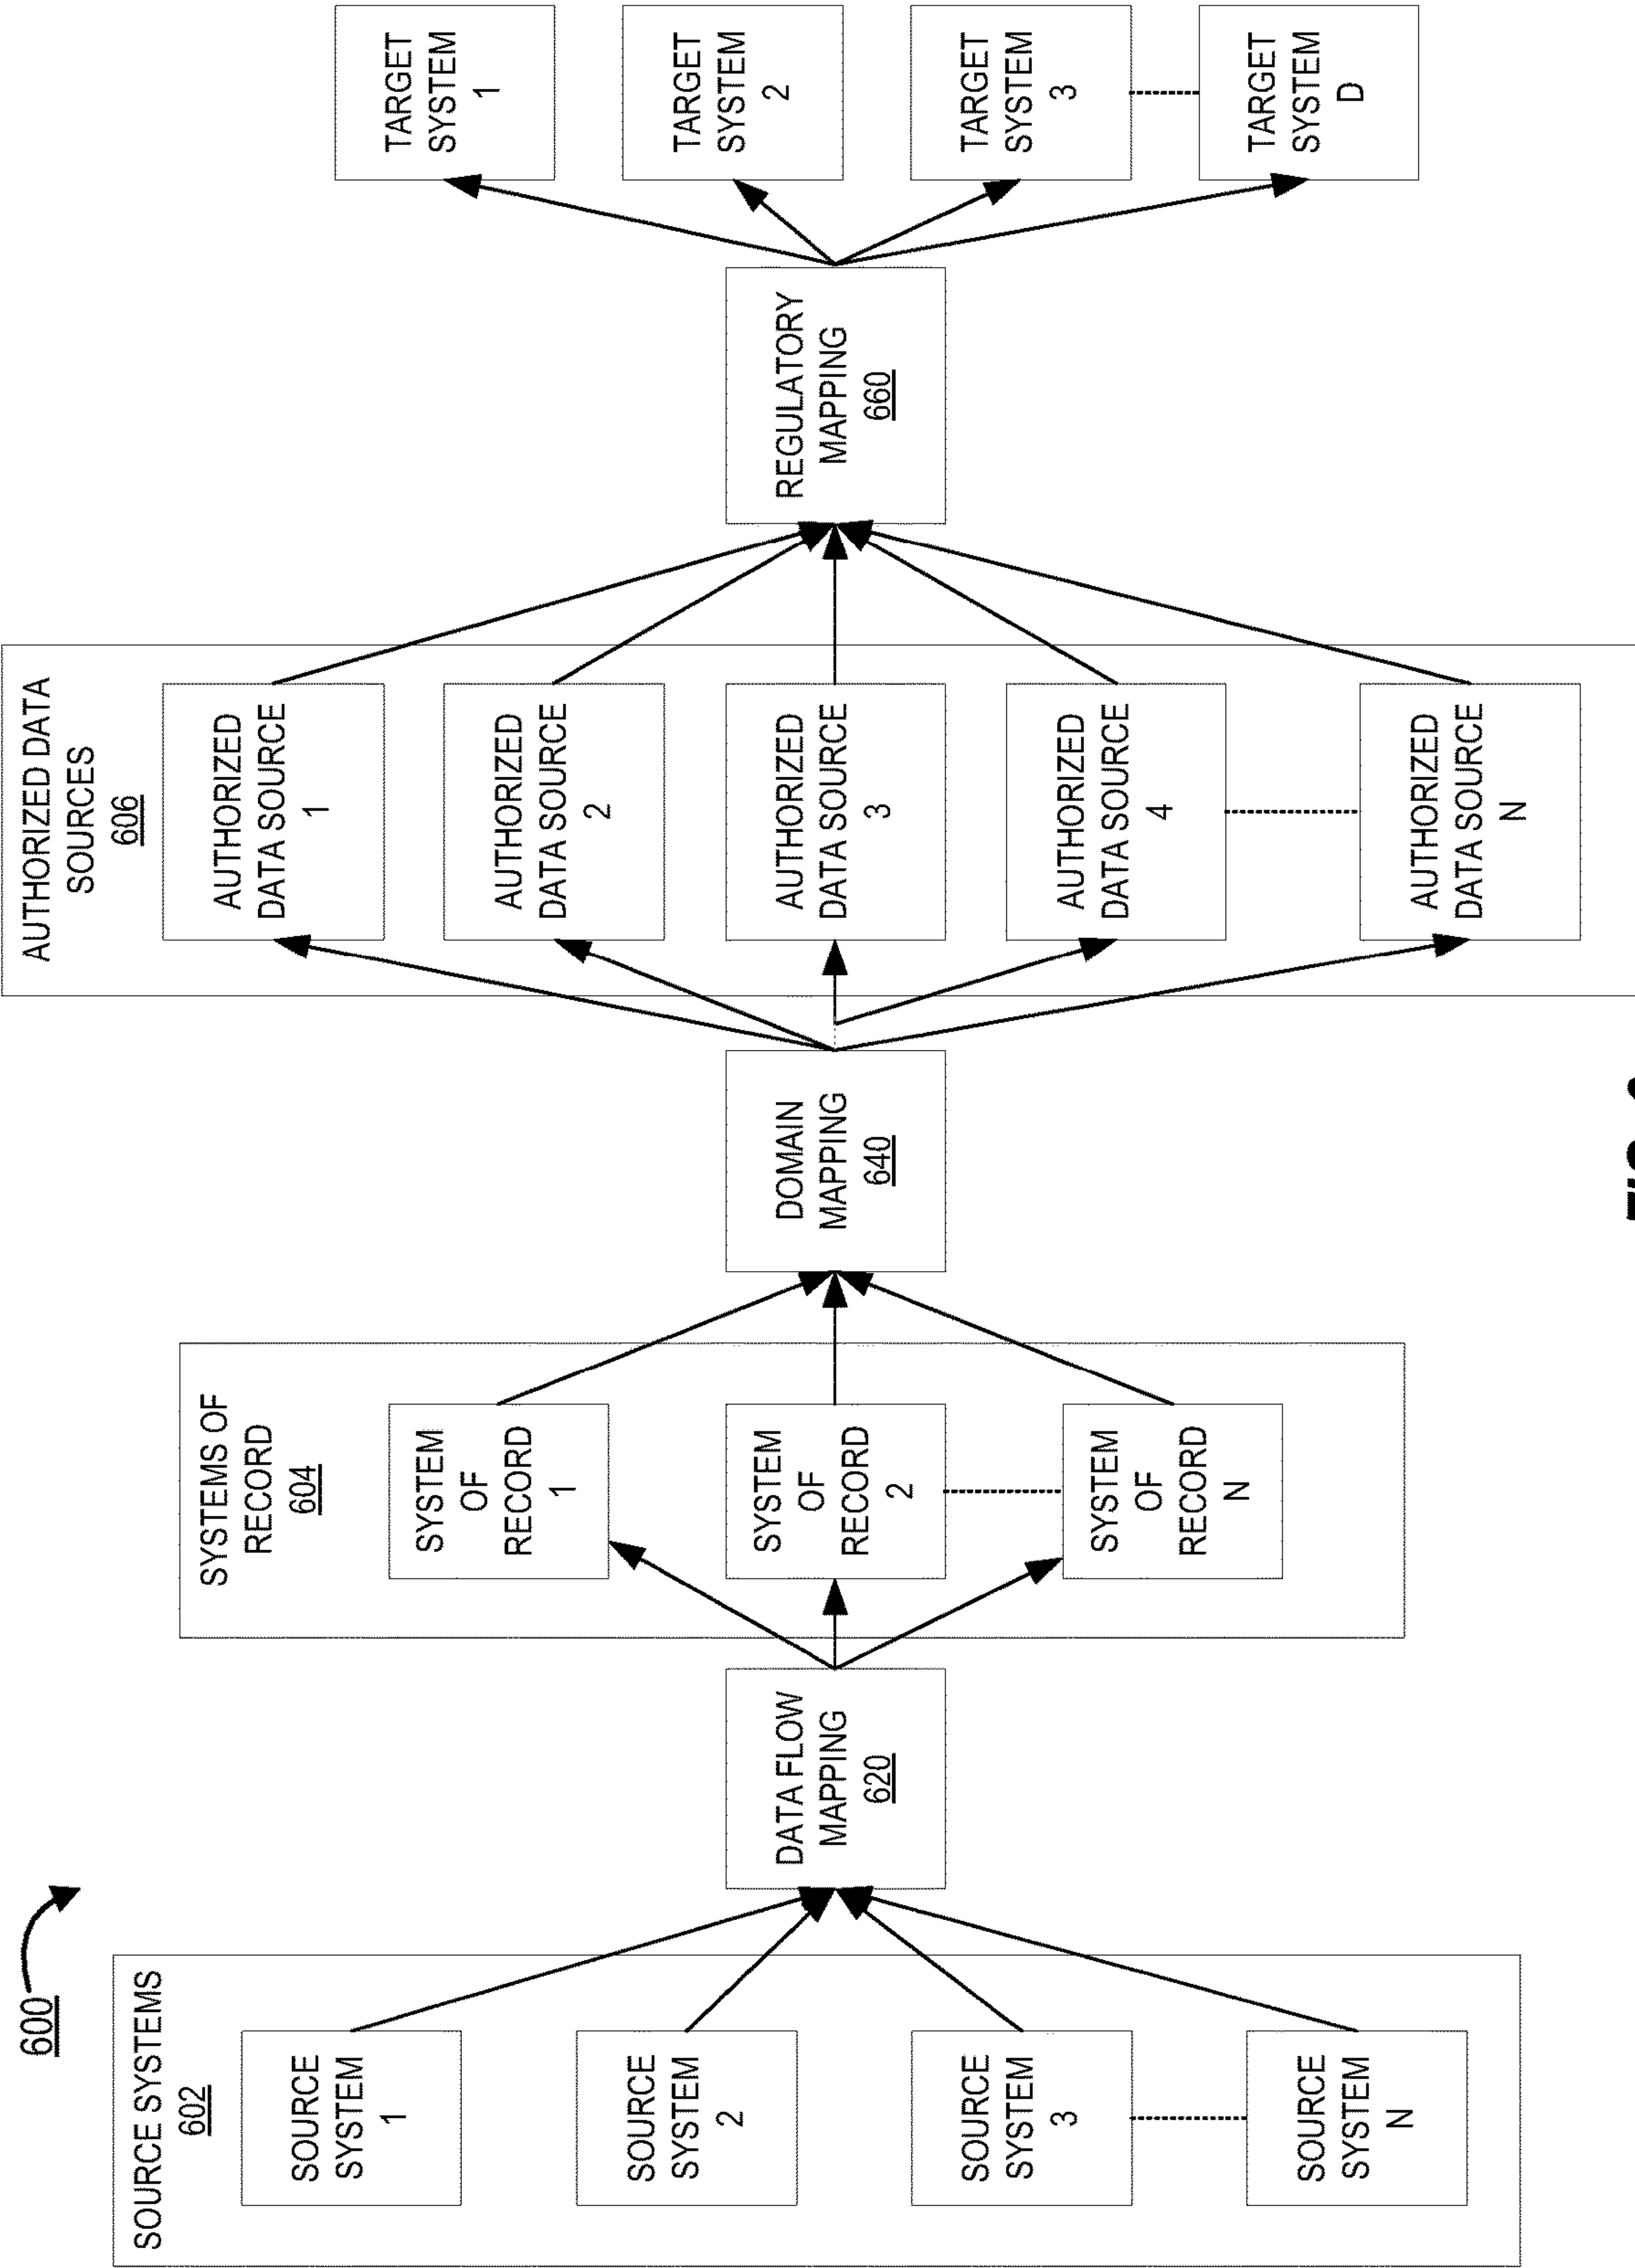 600
SOURCE SYSTEMS
602
SOURCE
SYSTEM
1
SOURCE
SYSTEM
2
SOURCE
SYSTEM
3
SOURCE
SYSTEM
N
DATA FLOW
MAPPING
620
SYSTEMS OF
RECORD
604
SYSTEM
OF
RECORD
1
SYSTEM
OF
RECORD
2
SYSTEM
OF
RECORD
N
DOMAIN
MAPPING
640
AUTHORIZED DATA
SOURCES
606
AUTHORIZED
DATA SOURCE
1
AUTHORIZED
DATA SOURCE
2
AUTHORIZED
DATA SOURCE
3
AUTHORIZED
DATA SOURCE
4
AUTHORIZED
DATA SOURCE
N
REGULATORY
MAPPING
660
TARGET
SYSTEM
1
TARGET
SYSTEM
2
TARGET
SYSTEM
3
TARGET
SYSTEM
D